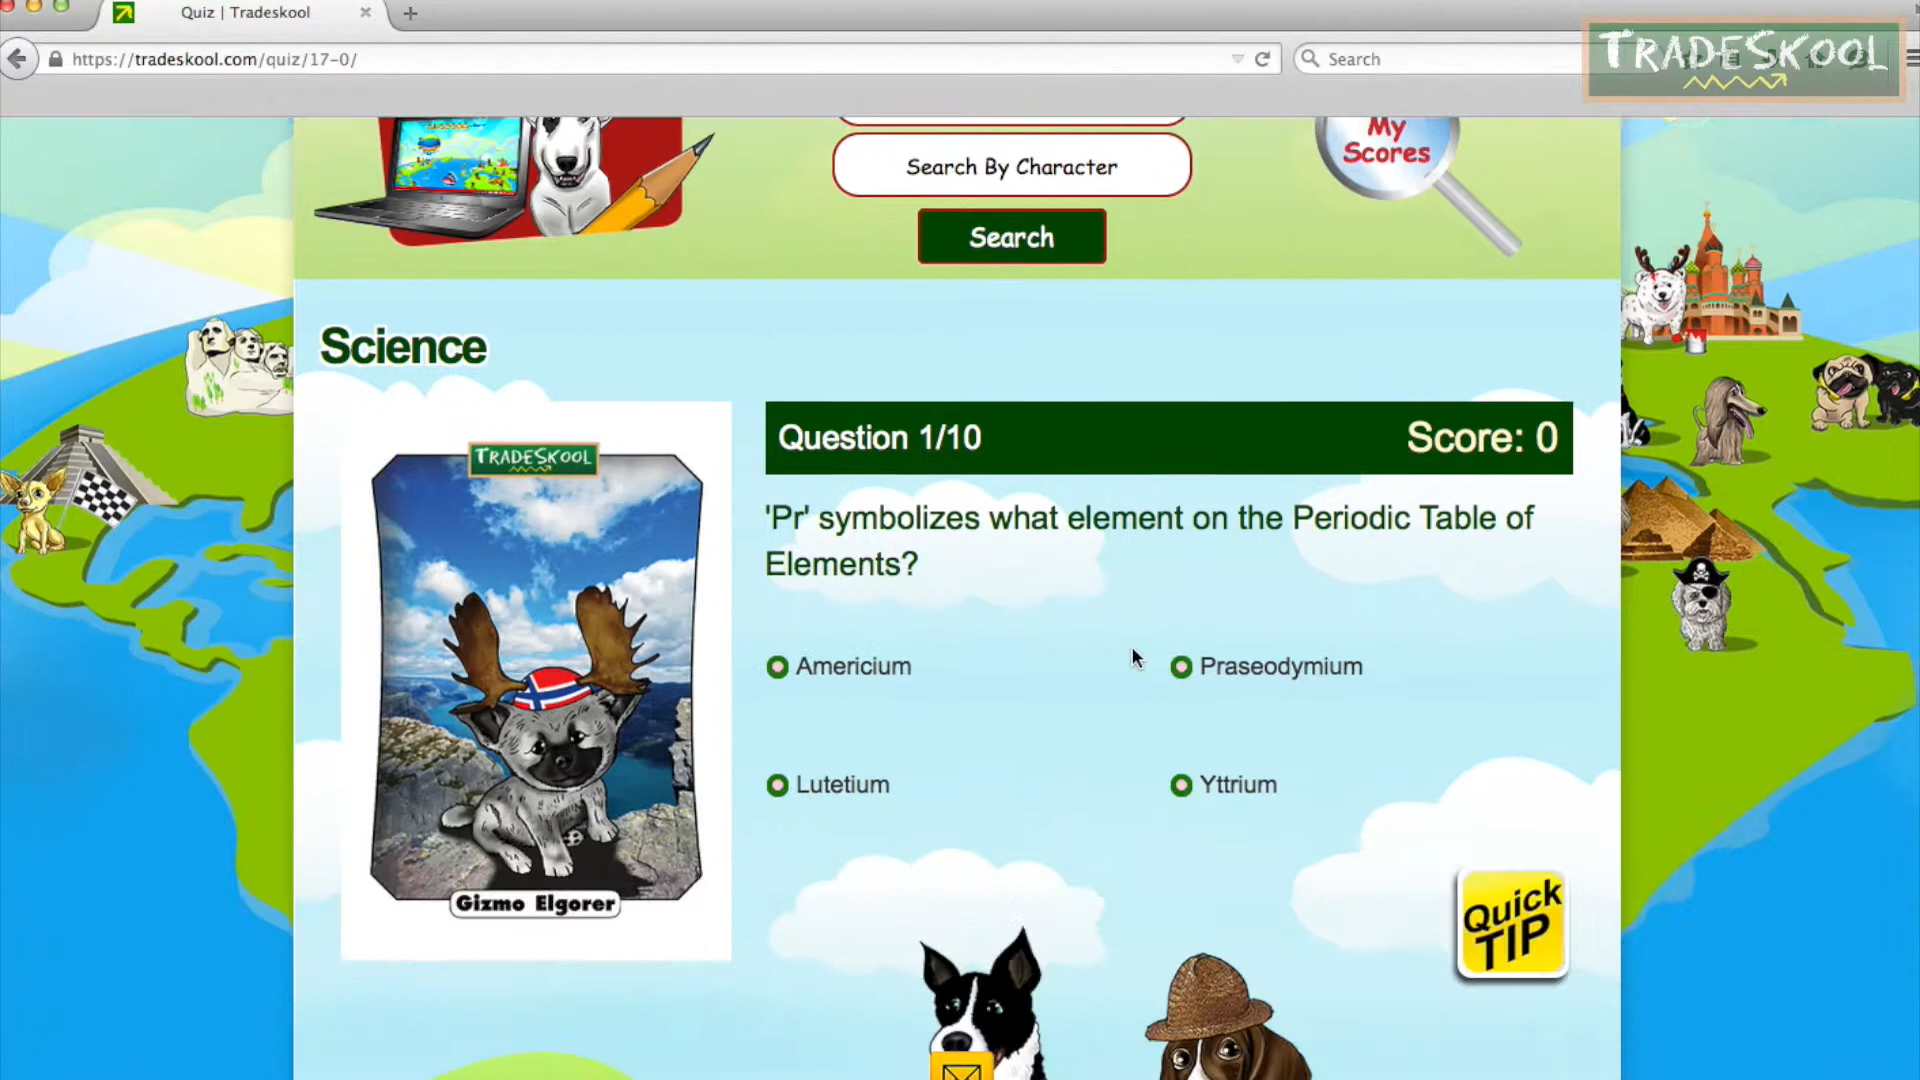 Quiz | Tradeskool
https://tradeskool.com/quiz/17-0/
Search
TRADESKOOL
My
Scores
Search By Character
Search
Science
Question 1/10
Score: 0
TRADESKOOL
'Pr' symbolizes what element on the Periodic Table of
Elements?
Americium
Praseodymium
Lutetium
Yttrium
Gizmo Elgorer
Quick
TIP